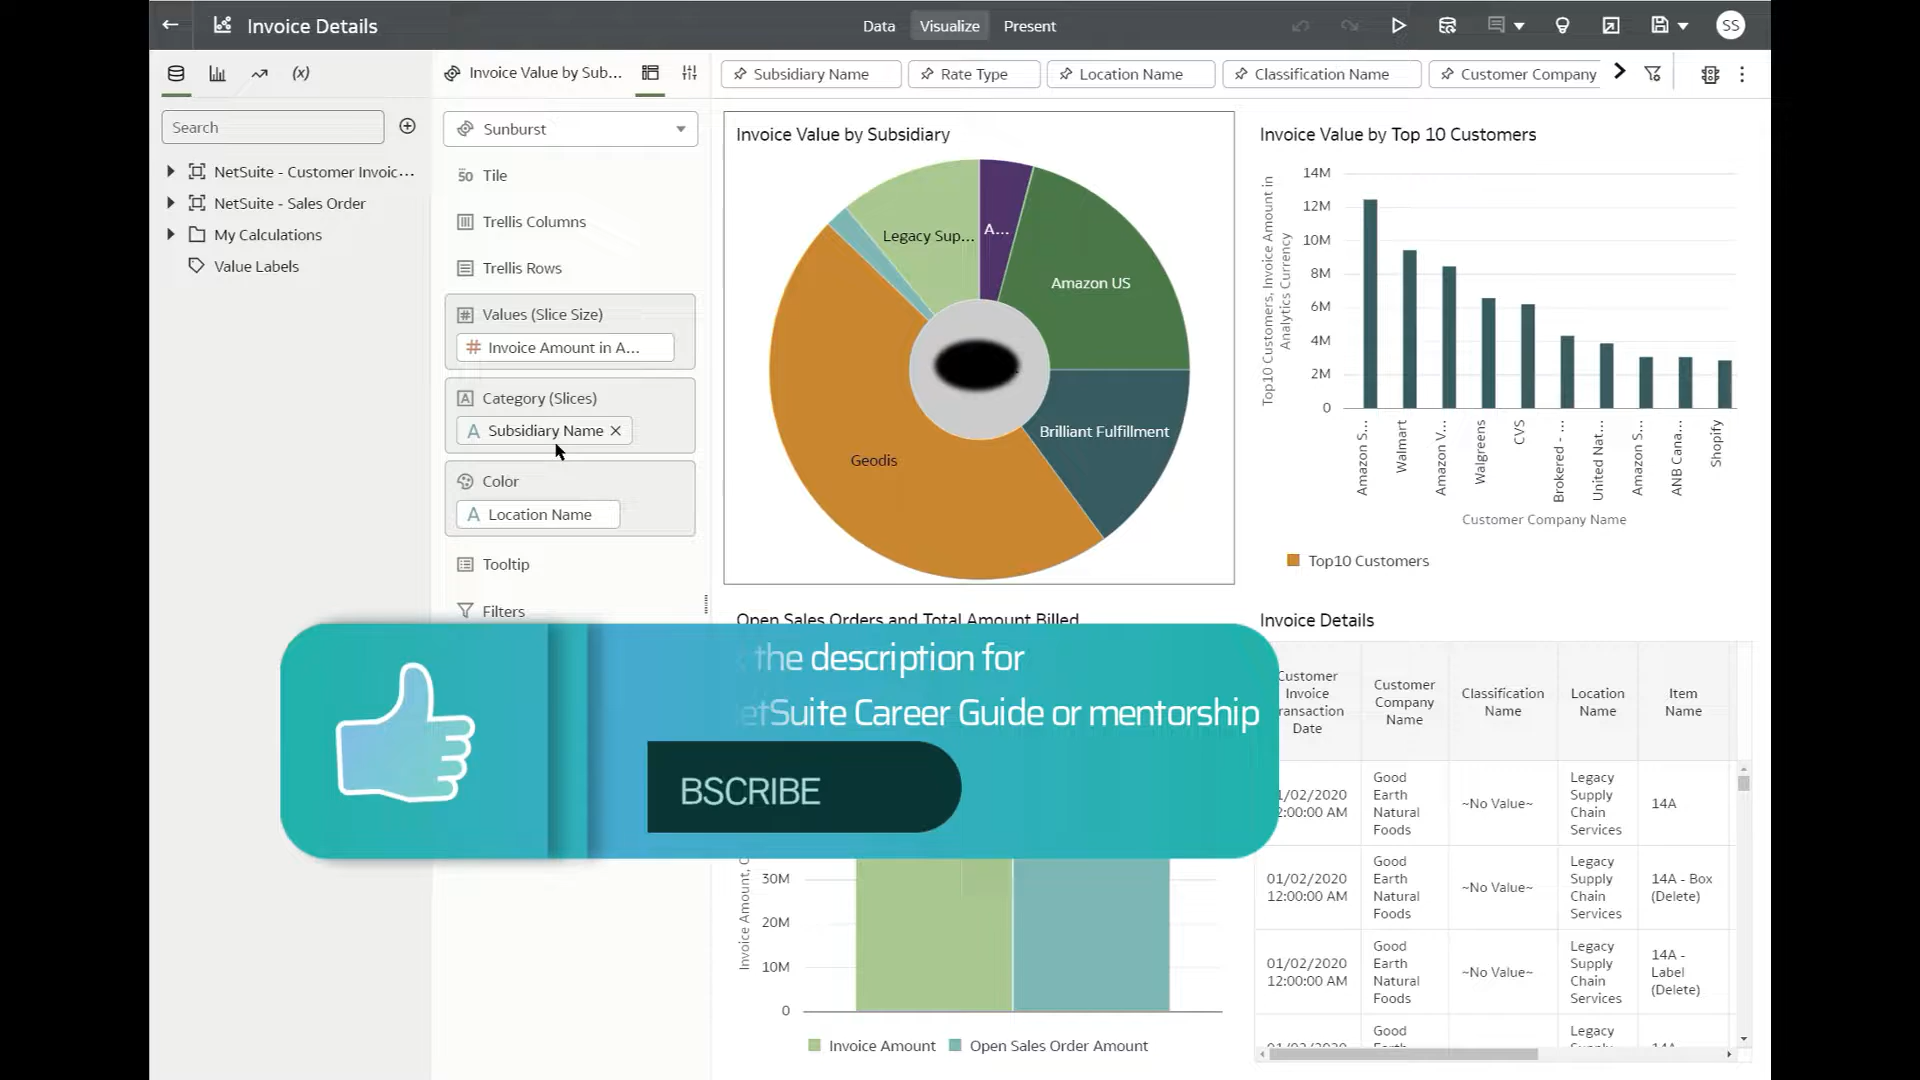 Invoice Details
Data
Visualize
Present
SS
(x)
Invoice Value by Sub...
Subsidiary Name
Rate Type
Location Name
Classification Name
Customer Company
Search
NetSuite - Customer Invoic...
NetSuite - Sales Order
My Calculations
Value Labels
Sunburst
50 Tile
Trellis Columns
Trellis Rows
Values (Slice Size)
# Invoice Amount in A...
A Category (Slices)
A Subsidiary Name ×
Color
A Location Name
Tooltip
Filters
Invoice Value by Subsidiary
Legacy Sup...
A...
Amazon US
Brilliant Fulfillment
Geodis
Invoice Value by Top 10 Customers
Top10 Customers, Invoice Amount in
Analytics Currency
14M
12M
10M
8M
6M
4M
2M
0
Amazon S...
Walmart
Amazon V...
Walgreens
CVS
Brokered - ...
United Nat...
Amazon S...
ANB Cana...
Shopify
Customer Company Name
Top10 Customers
Open Sales Orders and Total Amount Billed
the description for
etSuite Career Guide or mentorship
BSCRIBE
Invoice Amount, C
30M
20M
10M
0
Invoice Amount
Open Sales Order Amount
Invoice Details
Customer
Invoice
ransaction
Date
Customer
Company
Name
Classification
Name
Location
Name
Item
Name
1/02/2020
2:00:00 AM
Good
Earth
Natural
Foods
~No Value~
Legacy
Supply
Chain
Services
14A
01/02/2020
12:00:00 AM
Good
Earth
Natural
Foods
~No Value~
Legacy
Supply
Chain
Services
14A - Box
(Delete)
01/02/2020
12:00:00 AM
Good
Earth
Natural
Foods
~No Value~
Legacy
Supply
Chain
Services
14A -
Label
(Delete)
Good
Legacy